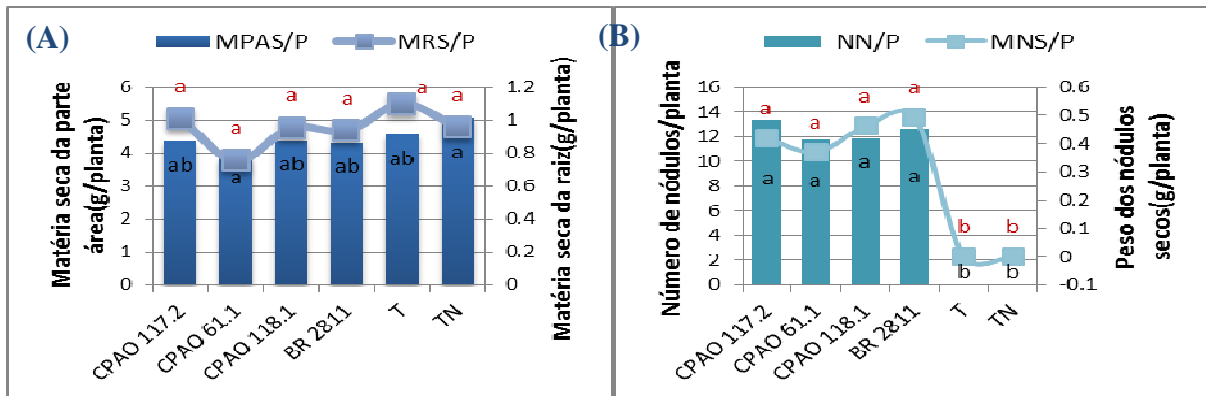 (A)
MPAS/P MRS/P
Matéria seca da parte
área(g/planta)
6
5
4
3
2
1
0
a a a a a a
ab a ab ab ab a
1.2
1
0.8
0.6
0.4
0.2
0
Matéria seca da raiz(g/planta)
CPAO 117.2
CPAO 61.1
CPAO 118.1
BR 2811
T
TN
(B)
NN/P MNS/P
Número de nódulos/planta
16
14
12
10
8
6
4
2
0
a a a a b b
a a a a b b
0.6
0.5
0.4
0.3
0.2
0.1
0
-0.1
Peso dos nódulos
secos(g/planta)
CPAO 117.2
CPAO 61.1
CPAO 118.1
BR 2811
T
TN